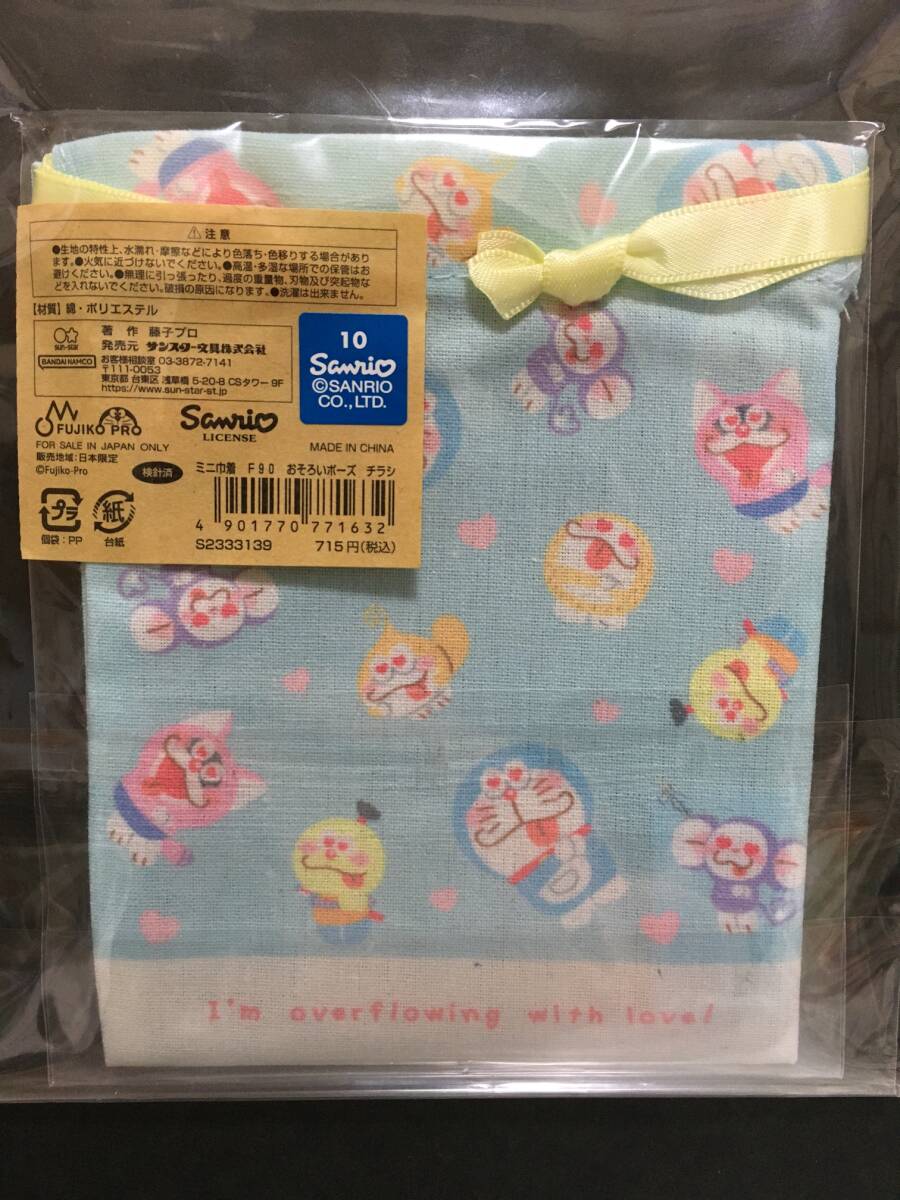 注意
●生地の特性上、水濡れ・摩擦などにより色落ち・色移りする場合があり
ます。●火気に近づけないでください。●高温・多湿な場所での保管はお
避けください。●無理に引っ張ったり、過度の重量物、刃物及び突起物な
どを入れないでください。破損の原因になります。●洗濯は出来ません。
【材質】綿・ポリエステル
sun-star
BANDAI NAMCO
著作 藤子プロ
発売元 サンスター文具株式会社
お客様相談室 03-3872-7141
〒111-0053
東京都 台東区 浅草橋 5-20-8 CSタワー 9F
https://www.sun-star-st.jp
10
Sanrio
©SANRIO
CO., LTD.
FUJIKO PRO
Sanrio
LICENSE
FOR SALE IN JAPAN ONLY
販売地域:日本限定
©Fujiko-Pro
検針済
MADE IN CHINA
ミニ巾着 F90 おそろいポーズ チラシ
4 901770 771632
プラ
紙
個袋:PP
台紙
S2333139
715円(税込)
I'm overflowing with love!